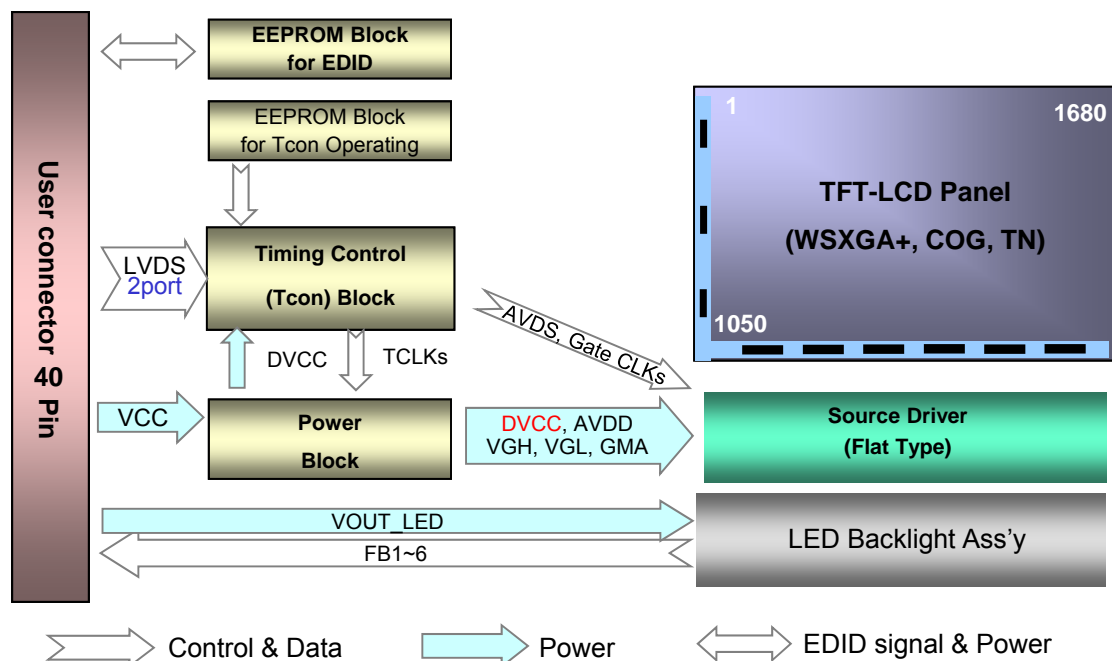 User connector 40 Pin
EEPROM Block
for EDID
EEPROM Block
for Tcon Operating
LVDS
2port
Timing Control
(Tcon) Block
DVCC
TCLKs
AVDS, Gate CLKs
VCC
Power
Block
DVCC, AVDD
VGH, VGL, GMA
VOUT_LED
FB1~6
1
1680
TFT-LCD Panel
(WSXGA+, COG, TN)
1050
Source Driver
(Flat Type)
LED Backlight Ass'y
Control & Data
Power
EDID signal & Power